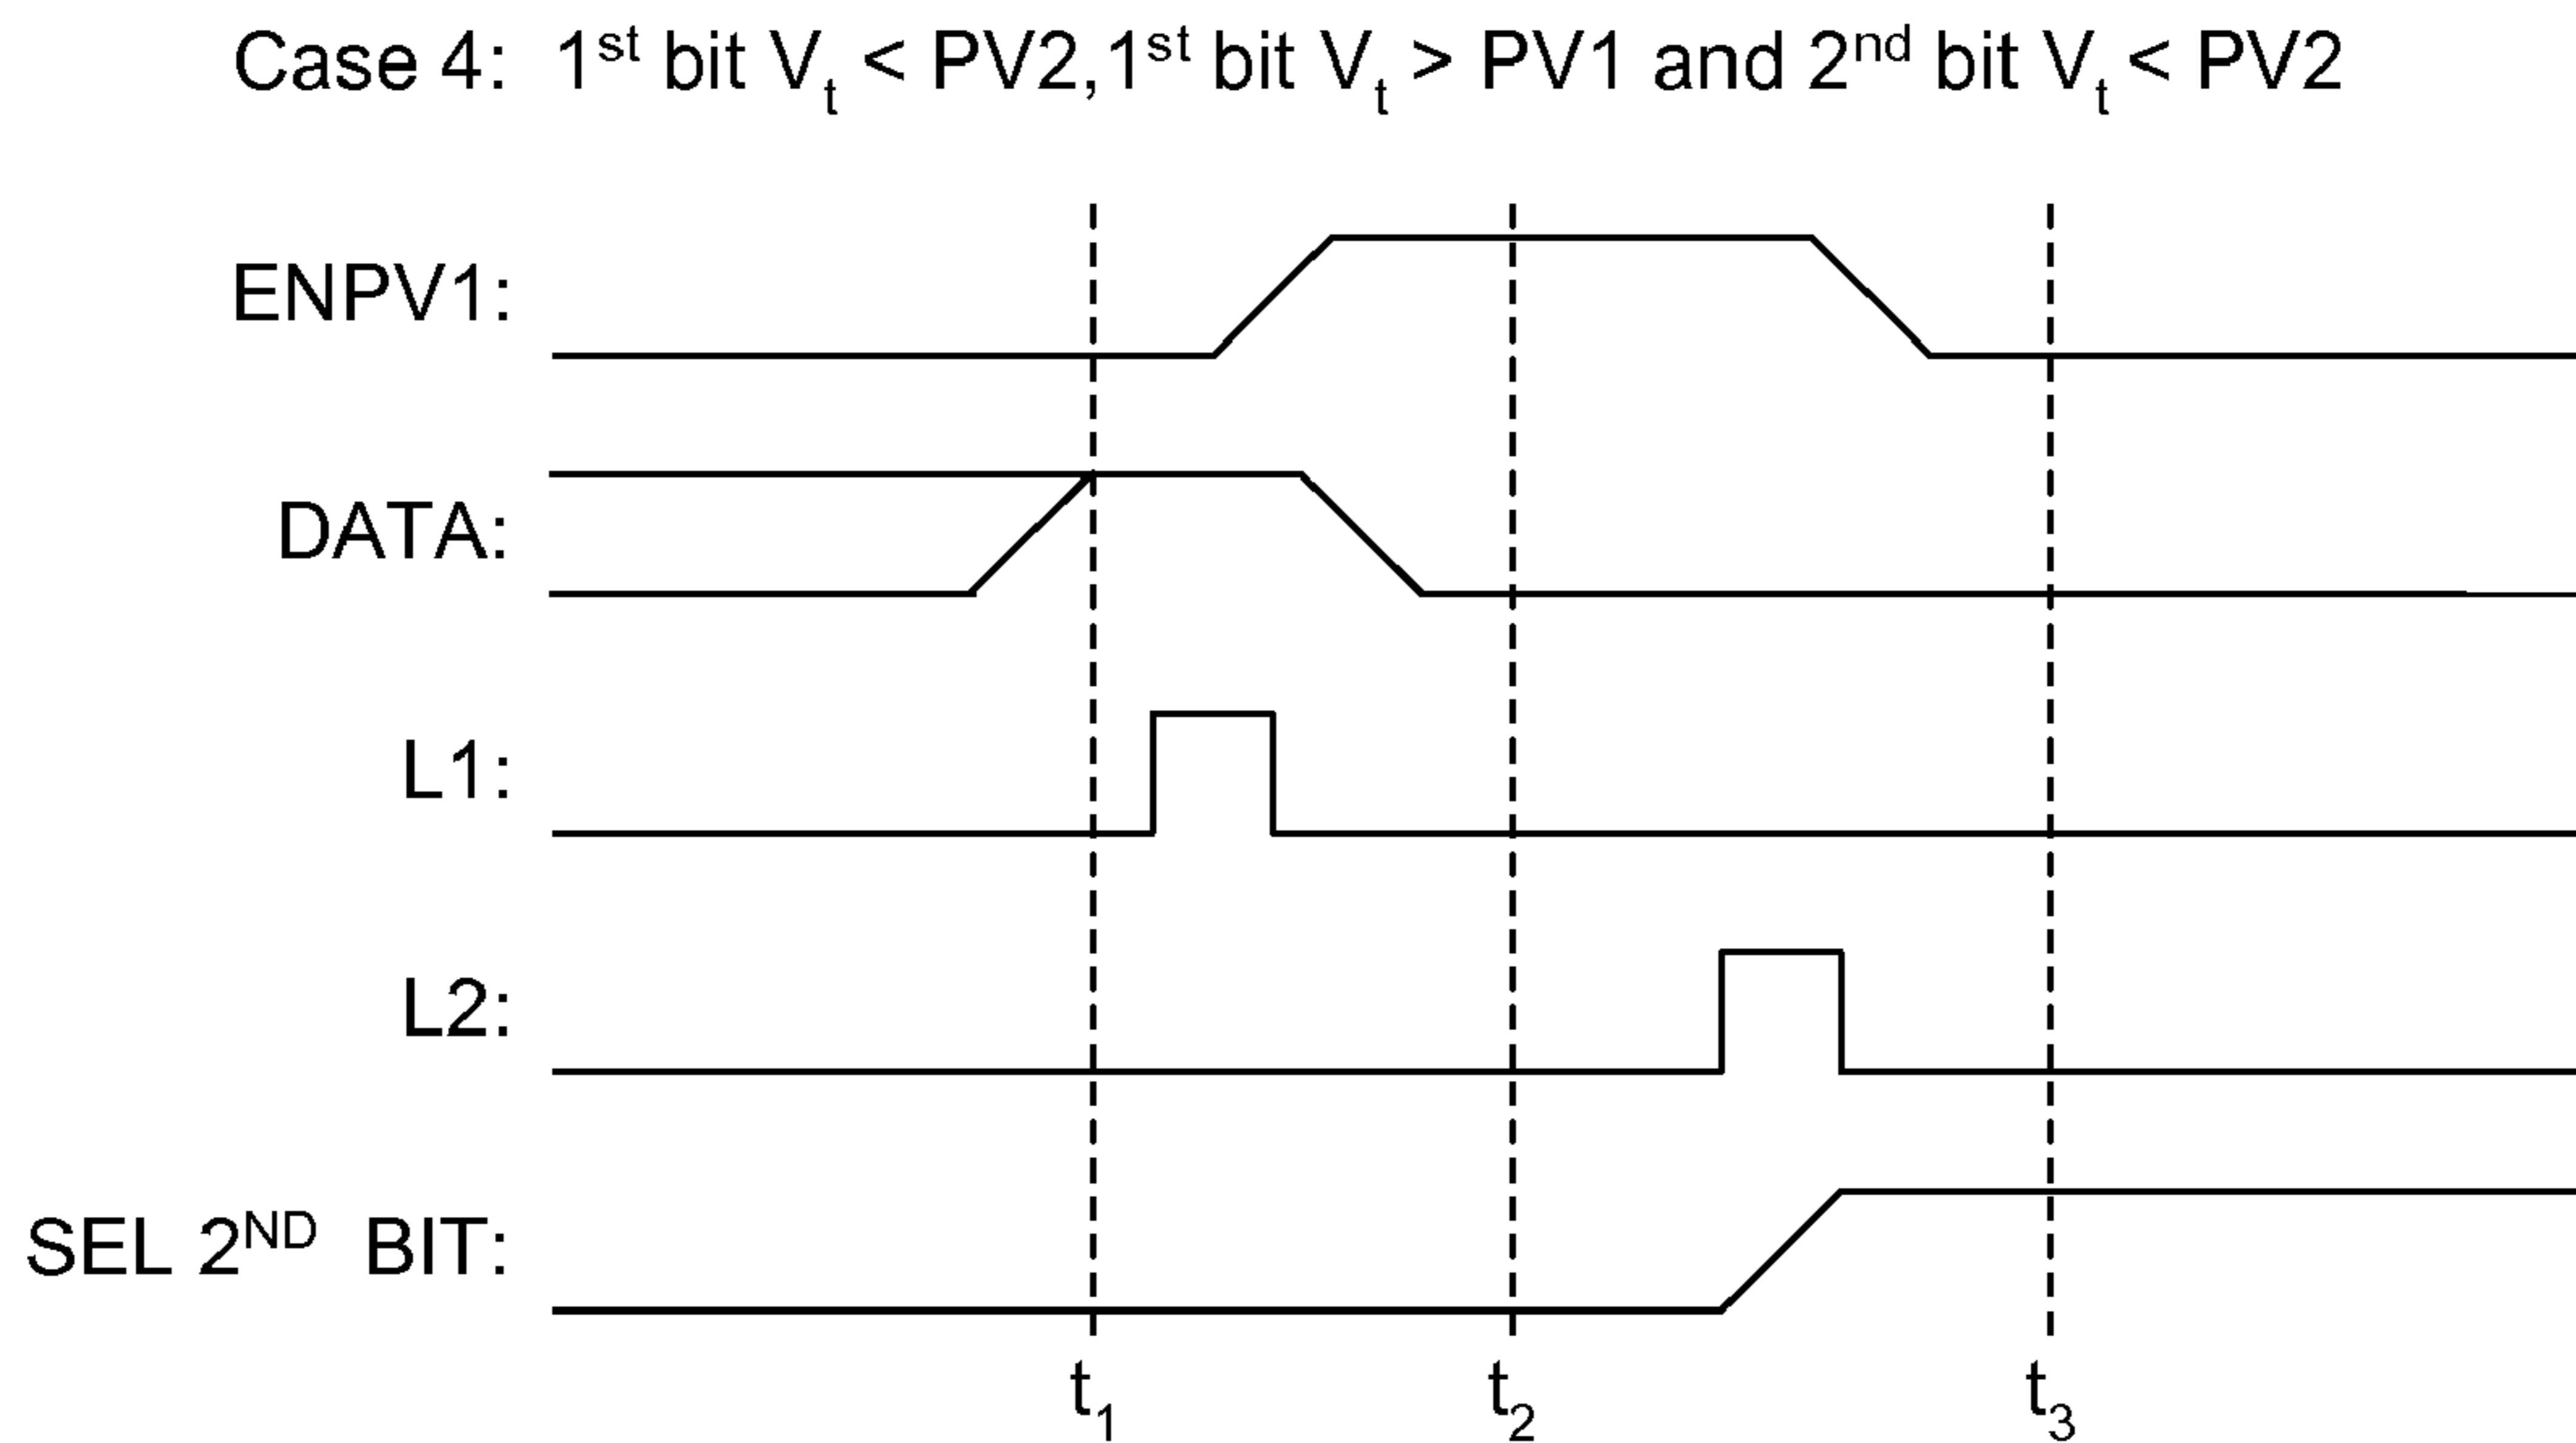 Case 4: 1st bit Vt < PV2,1st bit Vt > PV1 and 2nd bit Vt < PV2
ENPV1:
DATA:
L1:
L2:
SEL 2ND BIT:
t1 t2 t3